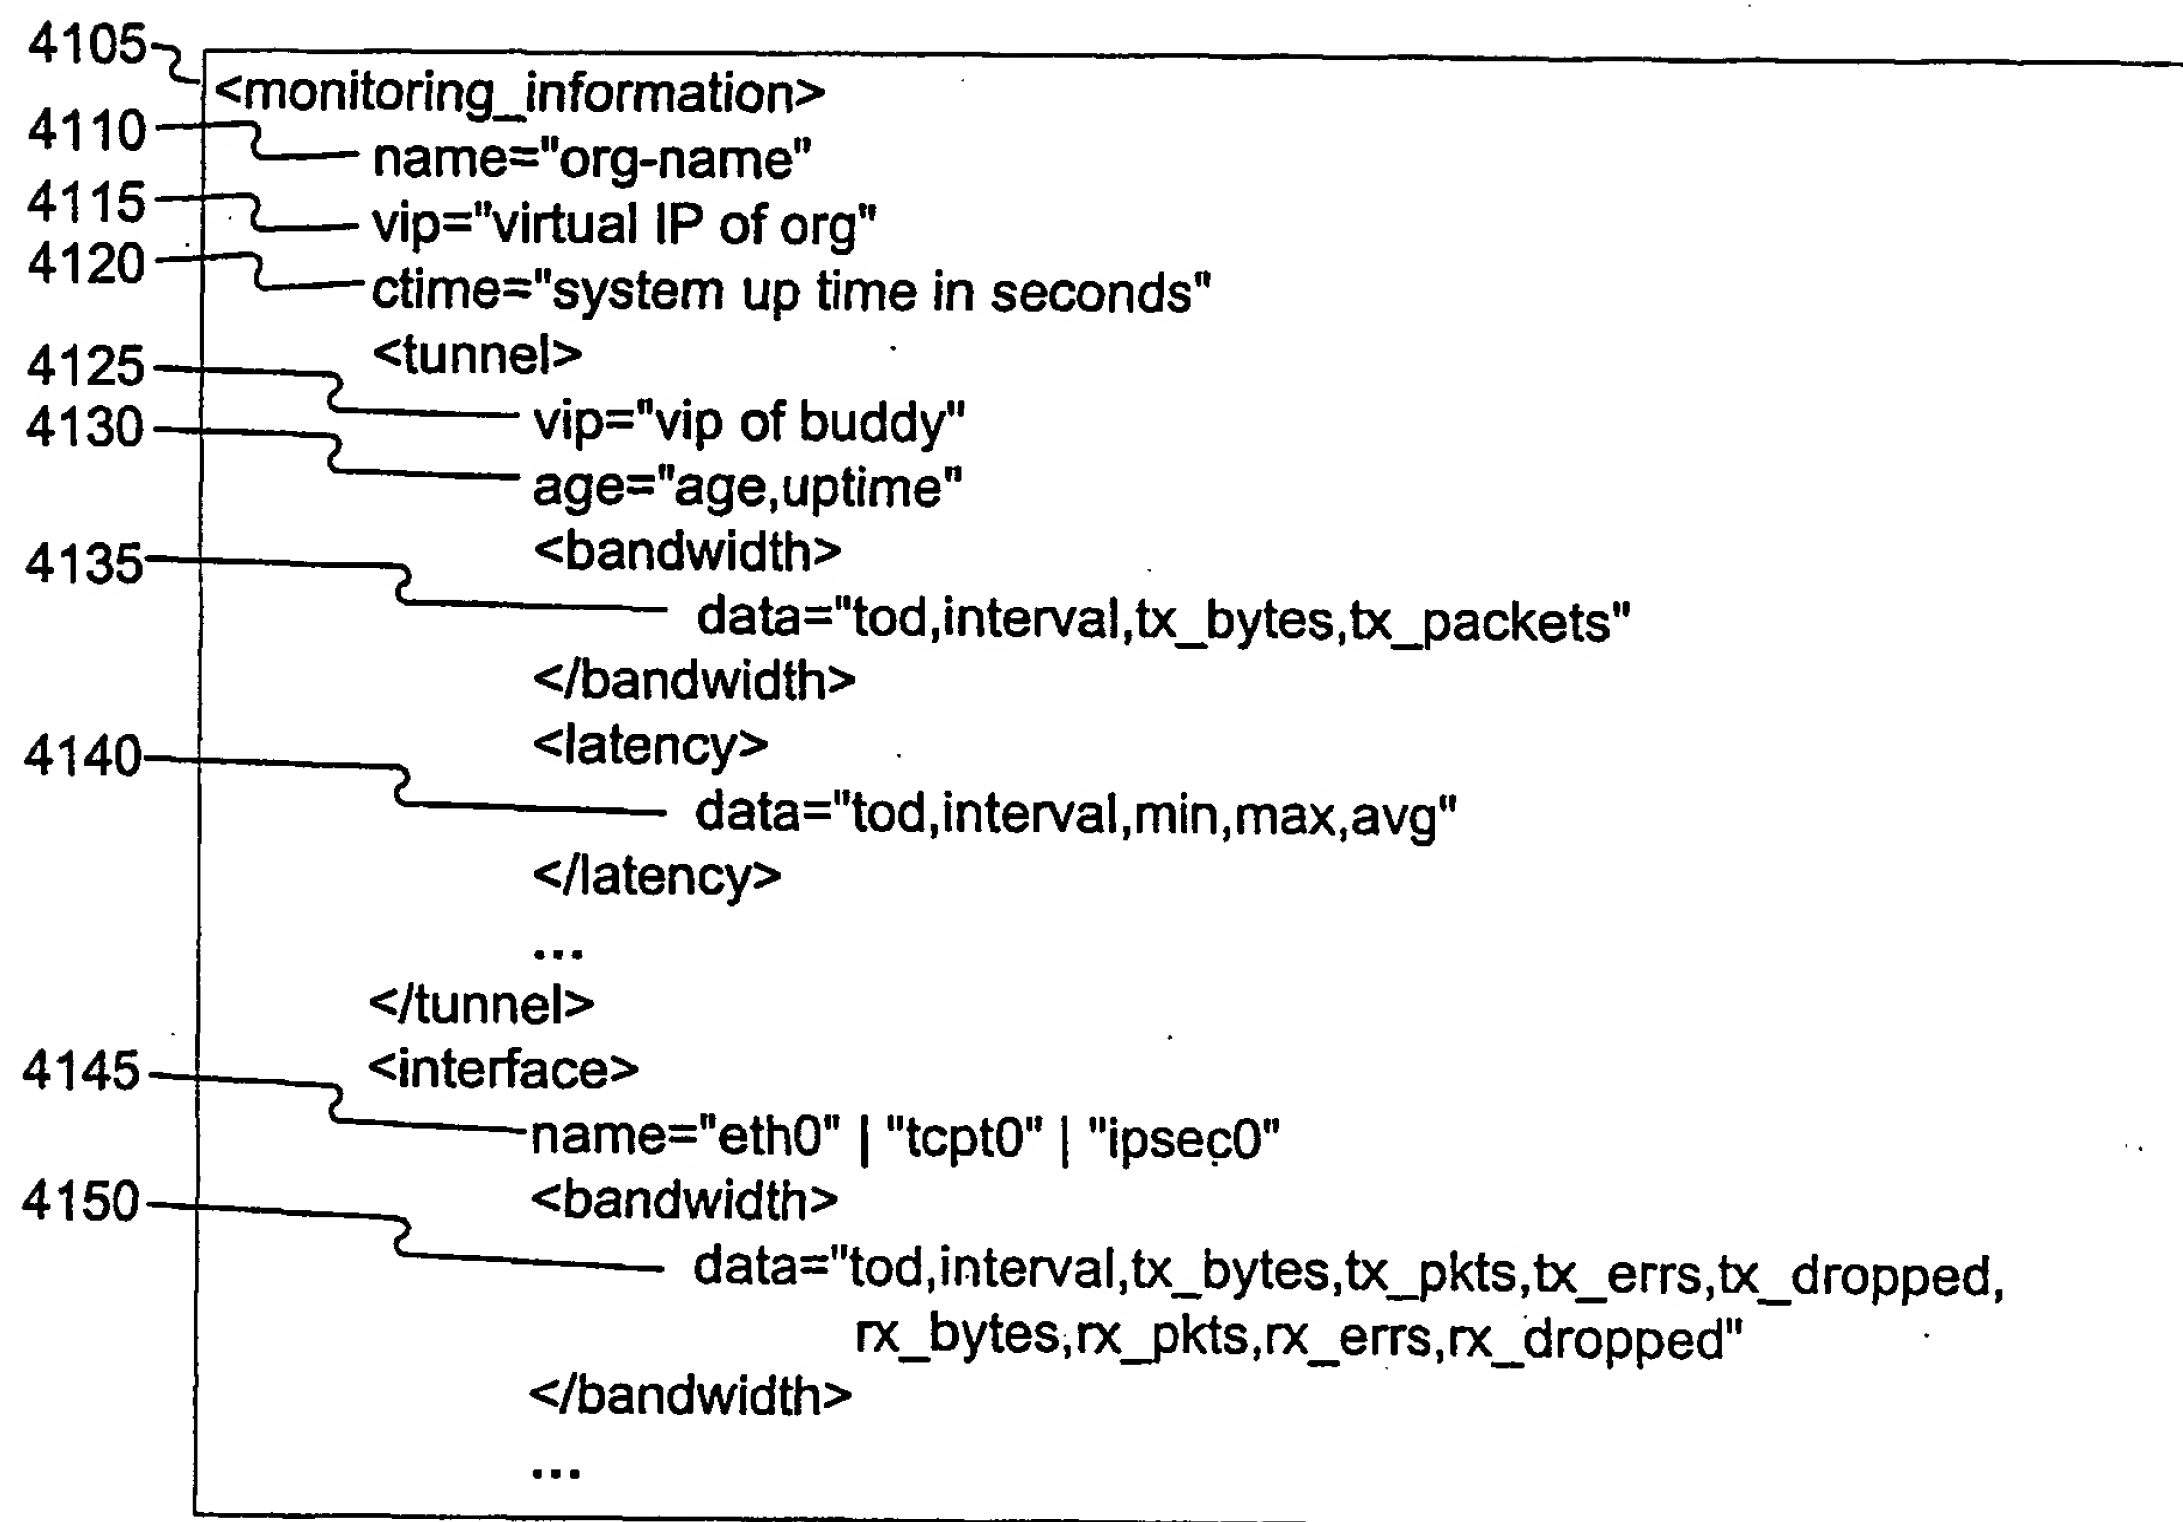 4105
<monitoring_information>
4110
name="org-name"
4115
vip="virtual IP of org"
4120
ctime="system up time in seconds"
<tunnel>
4125
vip="vip of buddy"
4130
age="age,uptime"
<bandwidth>
4135
data="tod,interval,tx_bytes,tx_packets"
</bandwidth>
<latency>
4140
data="tod,interval,min,max,avg"
</latency>
...
</tunnel>
<interface>
4145
name="eth0" | "tcpt0" | "ipsec0"
<bandwidth>
4150
data="tod,interval,tx_bytes,tx_pkts,tx_errs,tx_dropped,
rx_bytes,rx_pkts,rx_errs,rx_dropped"
</bandwidth>
...